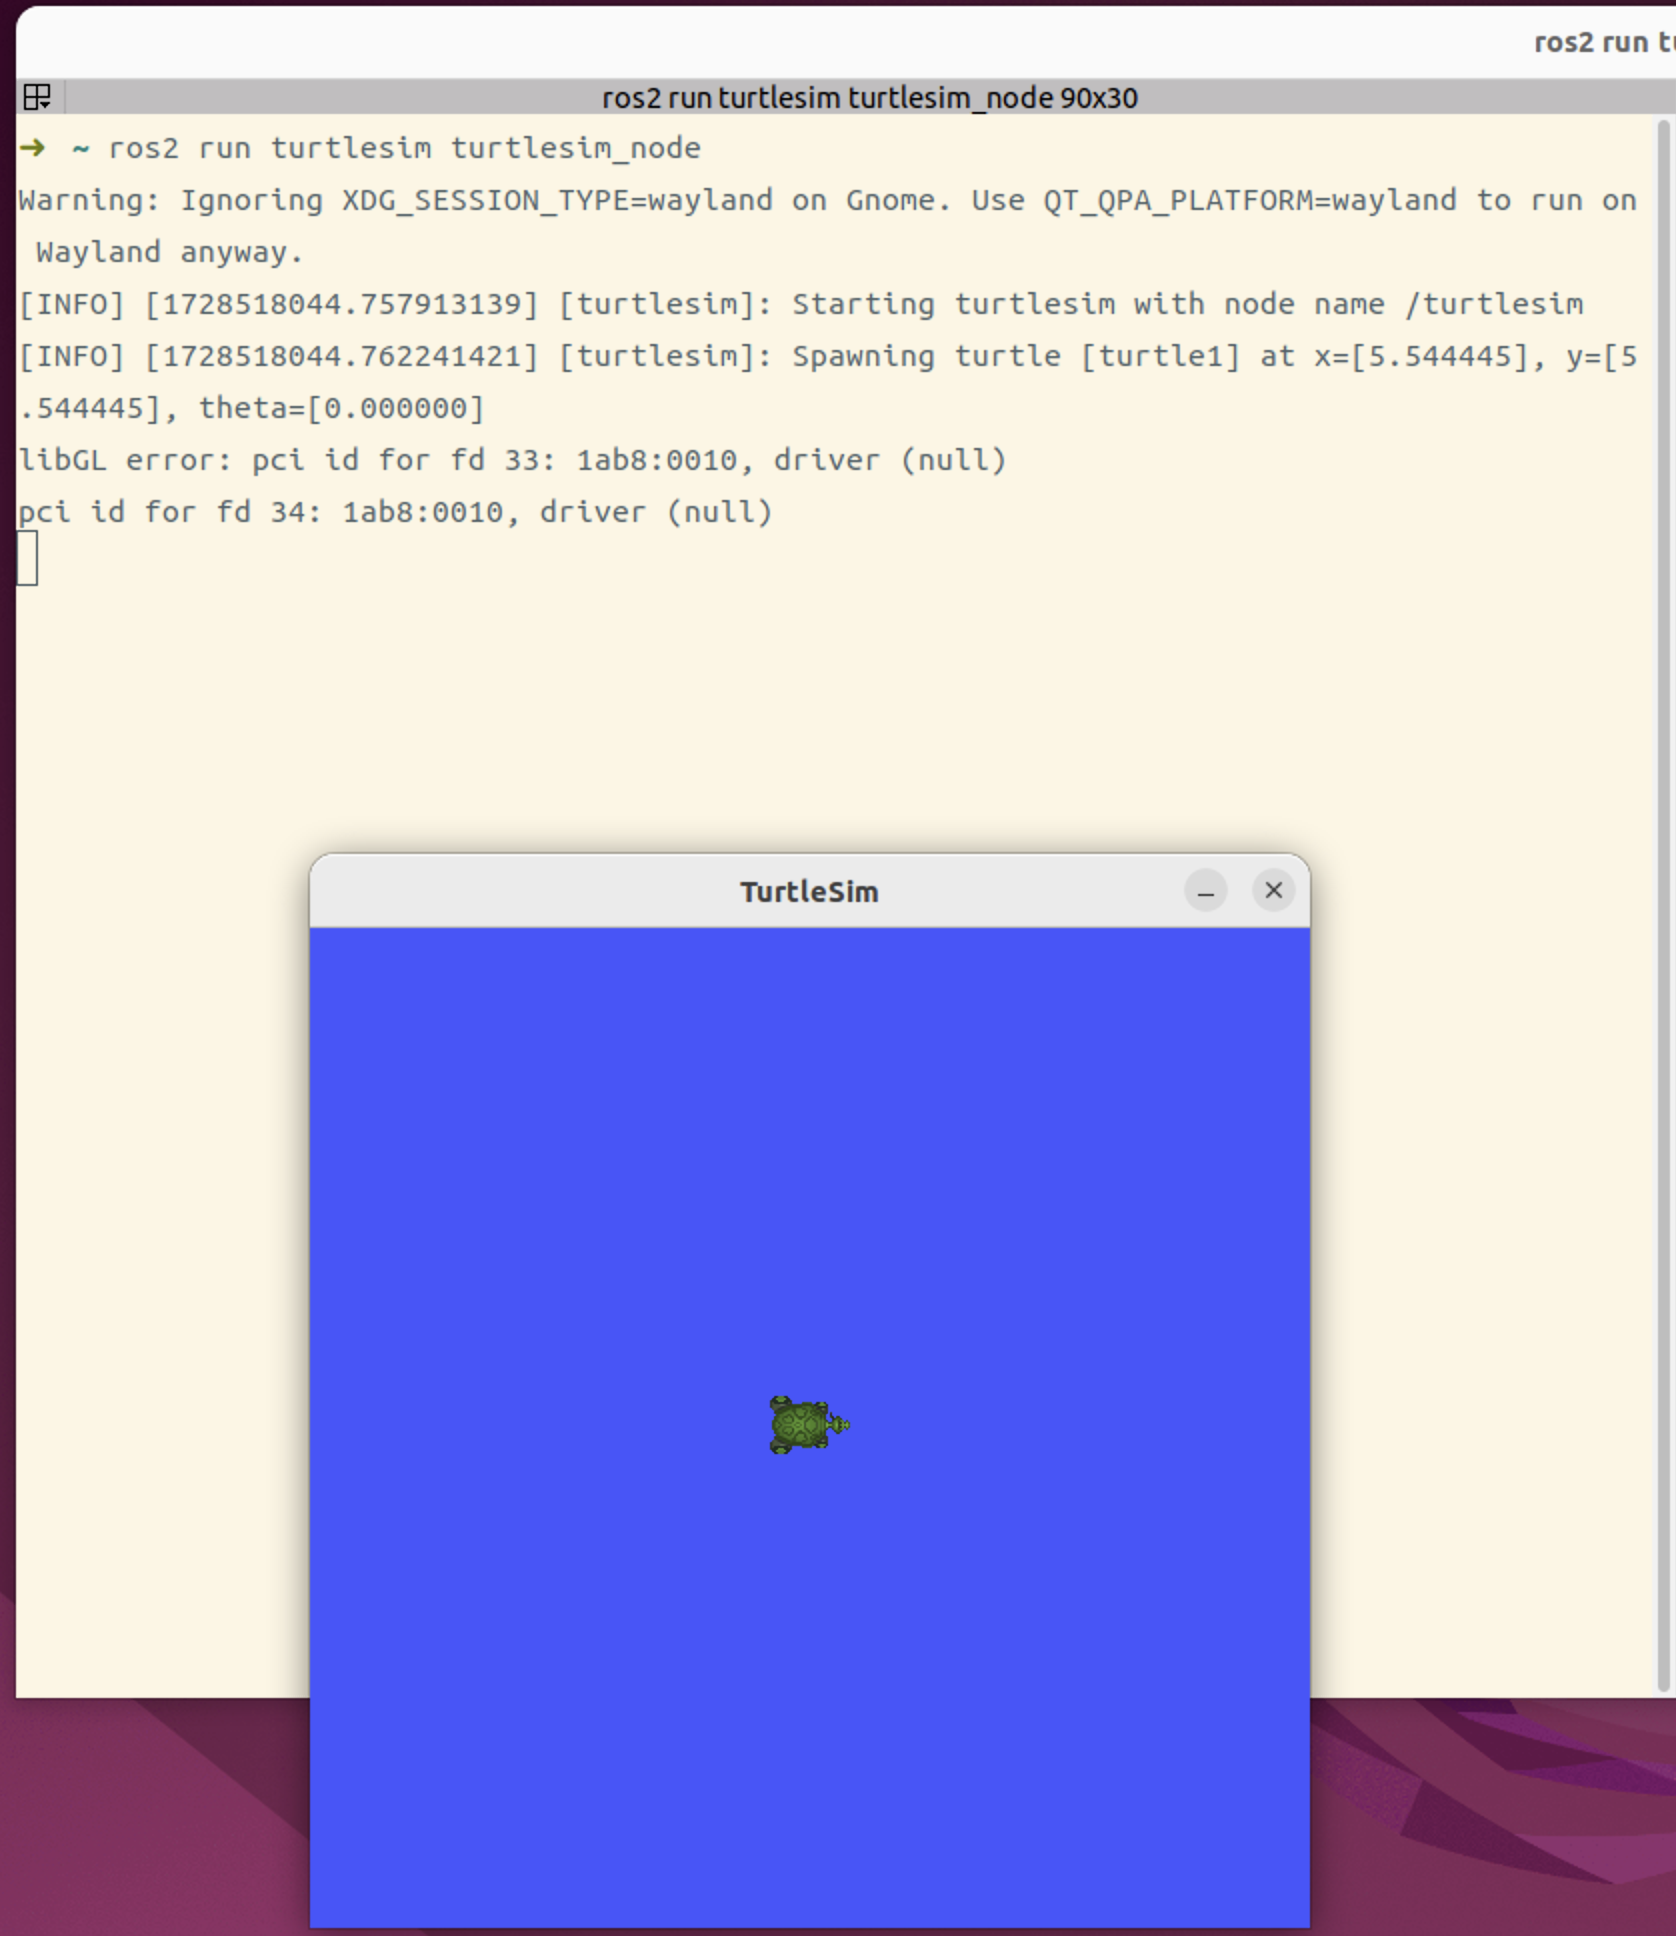 ros2 run tu
ros2 run turtlesim turtlesim_node 90x30
➜ ~ ros2 run turtlesim turtlesim_node
Warning: Ignoring XDG_SESSION_TYPE=wayland on Gnome. Use QT_QPA_PLATFORM=wayland to run on
Wayland anyway.
[INFO] [1728518044.757913139] [turtlesim]: Starting turtlesim with node name /turtlesim
[INFO] [1728518044.762241421] [turtlesim]: Spawning turtle [turtle1] at x=[5.544445], y=[5
.544445], theta=[0.000000]
libGL error: pci id for fd 33: 1ab8:0010, driver (null)
pci id for fd 34: 1ab8:0010, driver (null)
TurtleSim